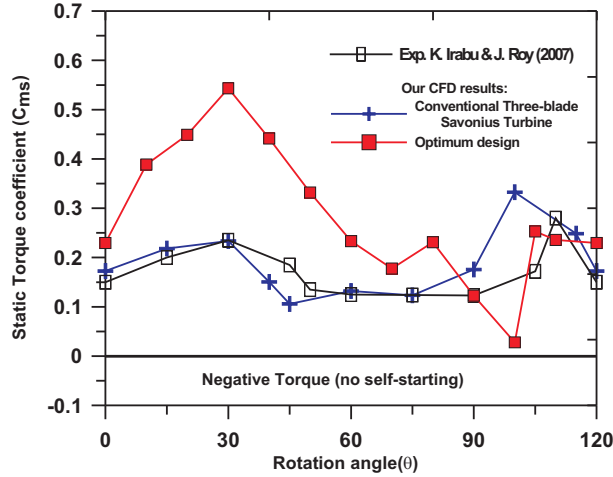 0.7
0.6
0.5
0.4
0.3
0.2
0.1
0
-0.1
Static Torque coefficient (Cms)
Exp. K. Irabu & J. Roy (2007)
Our CFD results:
Conventional Three-blade
Savonius Turbine
Optimum design
Negative Torque (no self-starting)
0 30 60 90 120
Rotation angle(θ)